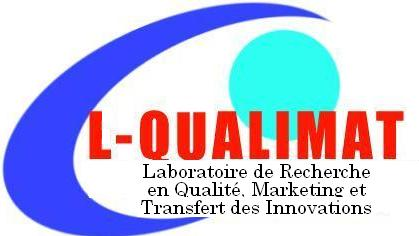 L-QUALIMAT
Laboratoire de Recherche
en Qualité, Marketing et
Transfert des Innovations